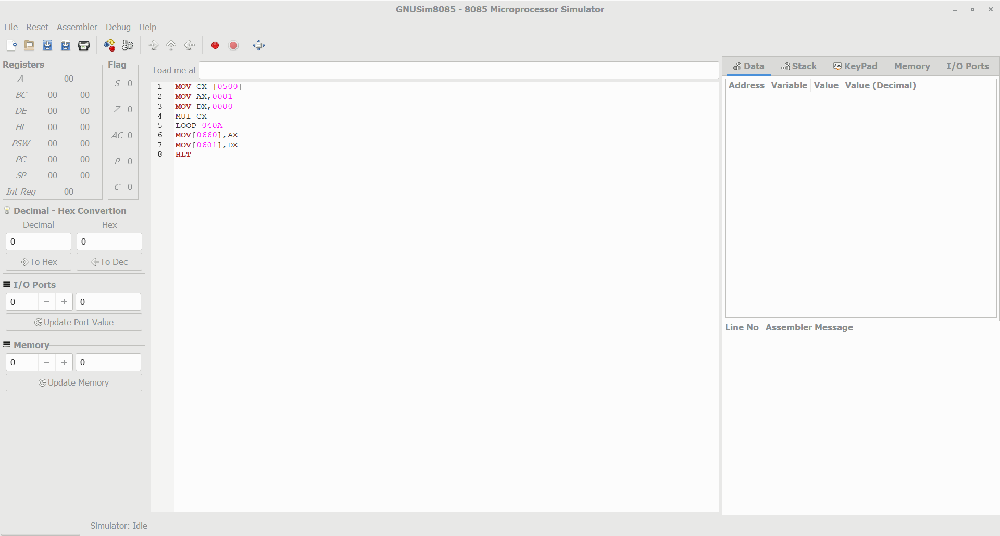 GNUSim8085 - 8085 Microprocessor Simulator
File Reset Assembler Debug Help
Registers
A 00
BC 00 00
DE 00 00
HL 00 00
PSW 00 00
PC 00 00
SP 00 00
Int-Reg 00
Flag
S 0
Z 0
AC 0
P 0
C 0
Decimal - Hex Convertion
Decimal Hex
0 0
To Hex To Dec
I/O Ports
0 − + 0
Update Port Value
Memory
0 − + 0
Update Memory
Load me at
1 MOV CX [0500]
2 MOV AX,0001
3 MOV DX,0000
4 MUI CX
5 LOOP 040A
6 MOV[0660],AX
7 MOV[0601],DX
8 HLT
Data Stack Abc KeyPad Memory I/O Ports
Address Variable Value Value (Decimal)
Line No Assembler Message
Simulator: Idle